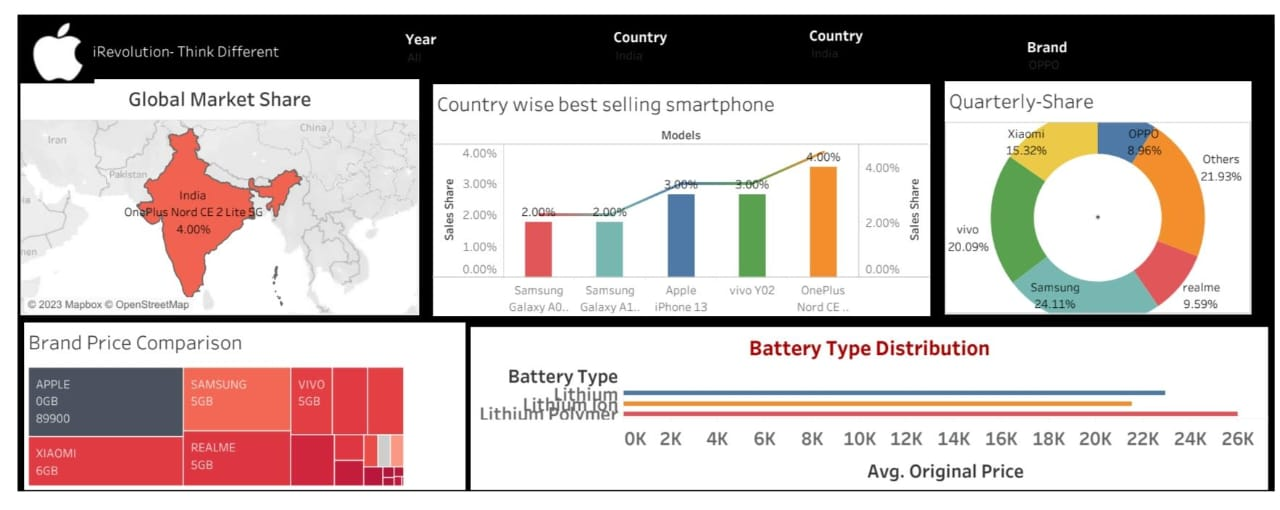 iRevolution- Think Different
Year
All
Country
India
Country
India
Brand
OPPO
Global Market Share
Iran
China
Pakistan
India
OnePlus Nord CE 2 Lite 5G
4.00%
© 2023 Mapbox © OpenStreetMap
Country wise best selling smartphone
Models
4.00%
3.00%
2.00%
1.00%
0.00%
Sales Share
2.00%
2.00%
3.00%
3.00%
4.00%
4.00%
2.00%
0.00%
Sales Share
Samsung
Galaxy A0..
Samsung
Galaxy A1..
Apple
iPhone 13
vivo Y02
OnePlus
Nord CE ..
Quarterly-Share
Xiaomi
15.32%
OPPO
8.96%
Others
21.93%
vivo
20.09%
Samsung
24.11%
realme
9.59%
Brand Price Comparison
APPLE
0GB
89900
SAMSUNG
5GB
VIVO
5GB
XIAOMI
6GB
REALME
5GB
Battery Type Distribution
Battery Type
Lithium
Lithium Ion
Lithium Polymer
0K 2K 4K 6K 8K 10K 12K 14K 16K 18K 20K 22K 24K 26K
Avg. Original Price